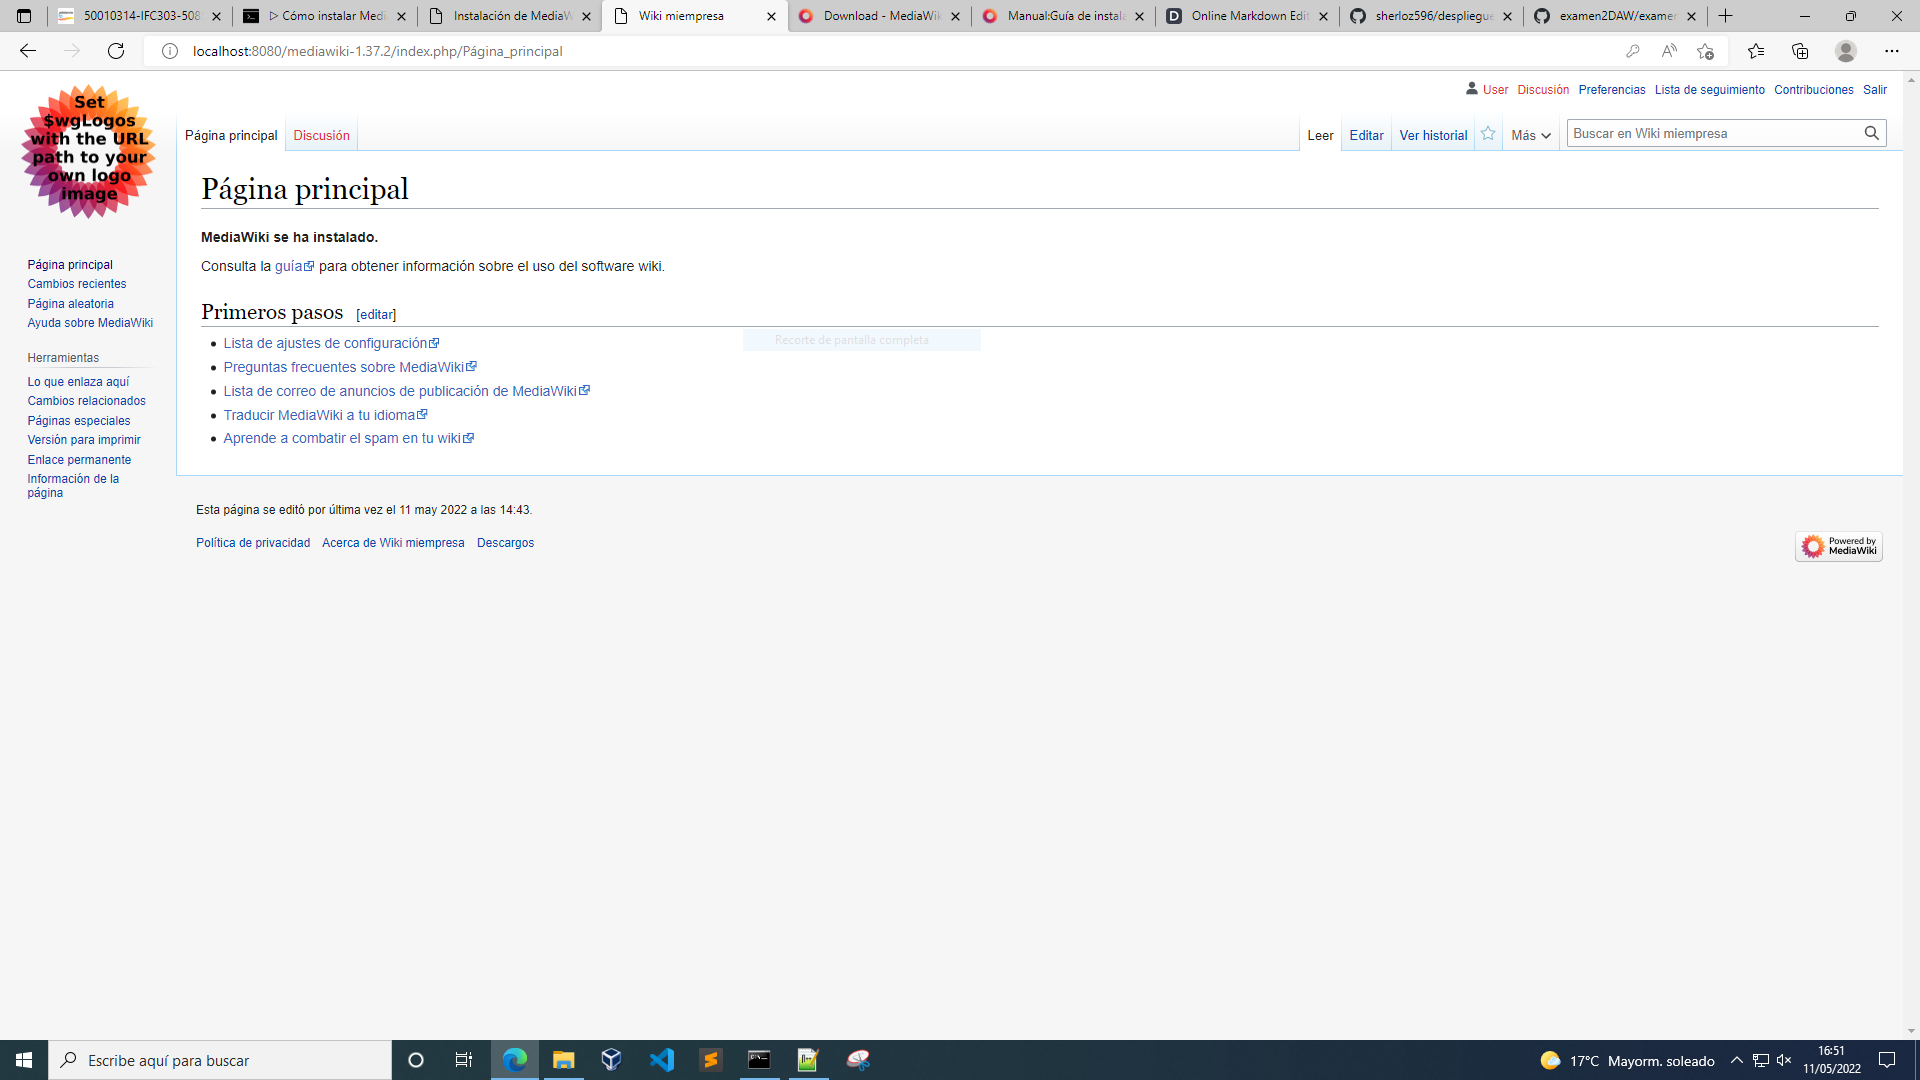 50010314-IFC303-508
▷ Cómo instalar Medi
Instalación de MediaW
Wiki miempresa
Download - MediaWik
Manual:Guía de instala
Online Markdown Edit
sherloz596/despliegue
examen2DAW/examen
localhost:8080/mediawiki-1.37.2/index.php/Página_principal
User Discusión Preferencias Lista de seguimiento Contribuciones Salir
Set
$wgLogos
with the URL
path to your
own logo
image
Página principal Discusión Leer Editar Ver historial Más Buscar en Wiki miempresa
Página principal
MediaWiki se ha instalado.
Consulta la guía para obtener información sobre el uso del software wiki.
Primeros pasos [editar]
Recorte de pantalla completa
• Lista de ajustes de configuración
• Preguntas frecuentes sobre MediaWiki
• Lista de correo de anuncios de publicación de MediaWiki
• Traducir MediaWiki a tu idioma
• Aprende a combatir el spam en tu wiki
Página principal
Cambios recientes
Página aleatoria
Ayuda sobre MediaWiki
Herramientas
Lo que enlaza aquí
Cambios relacionados
Páginas especiales
Versión para imprimir
Enlace permanente
Información de la
página
Esta página se editó por última vez el 11 may 2022 a las 14:43.
Política de privacidad Acerca de Wiki miempresa Descargos
Powered by
MediaWiki
Escribe aquí para buscar
17°C Mayorm. soleado
16:51
11/05/2022